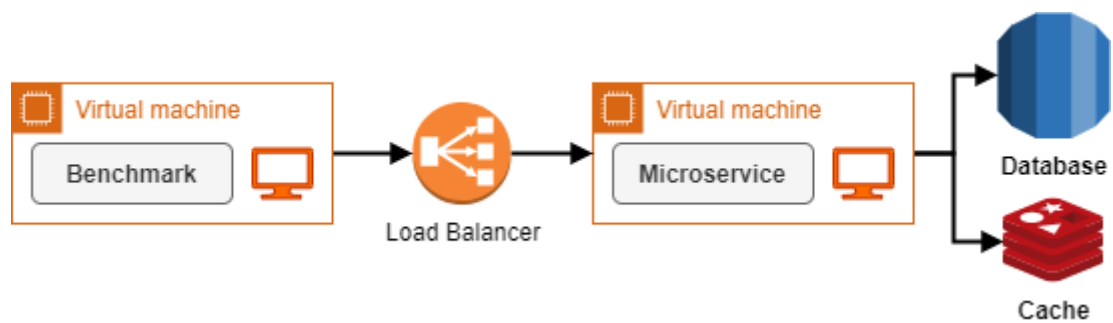 Virtual machine
Benchmark
Load Balancer
Virtual machine
Microservice
Database
Cache